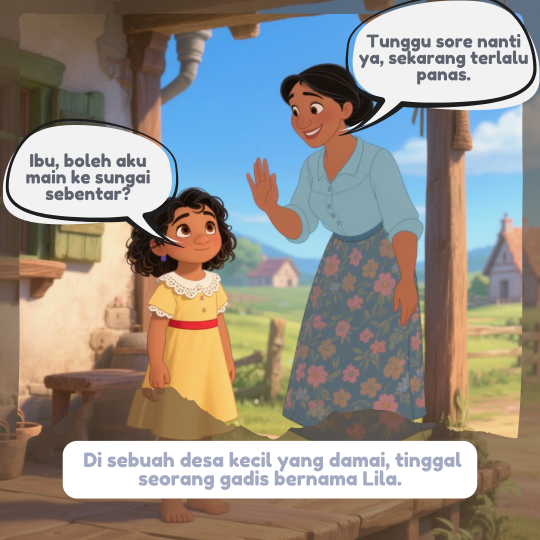 Ibu, boleh aku
main ke sungai
sebentar?
Tunggu sore nanti
ya, sekarang terlalu
panas.
Di sebuah desa kecil yang damai, tinggal
seorang gadis bernama Lila.